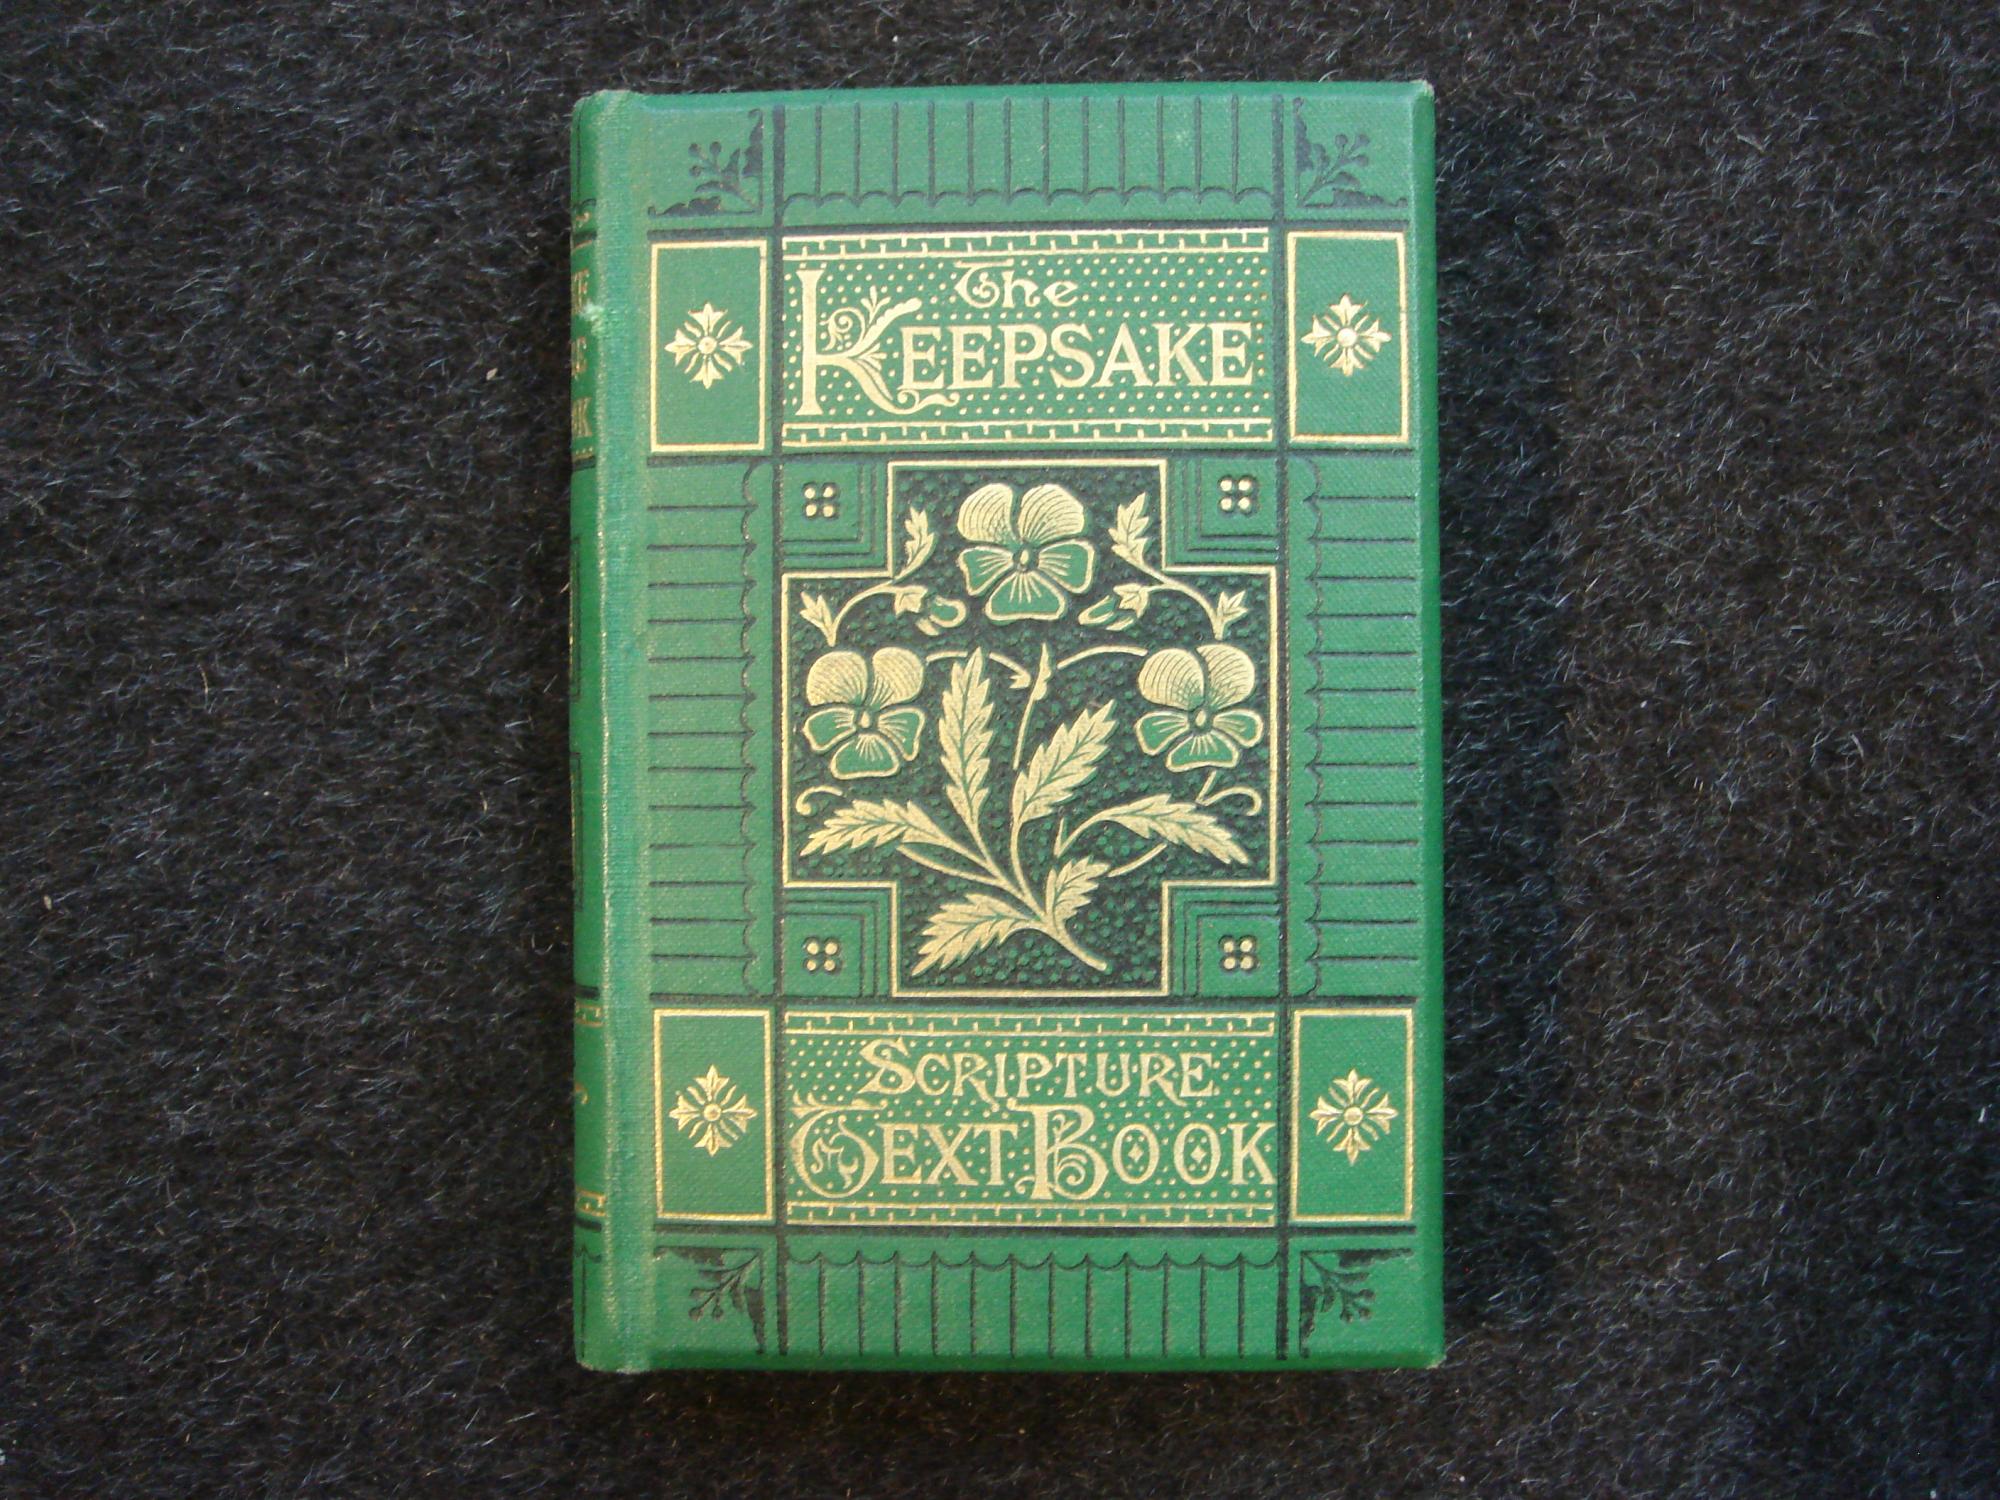 The
KEEPSAKE
SCRIPTURE
TEXT BOOK